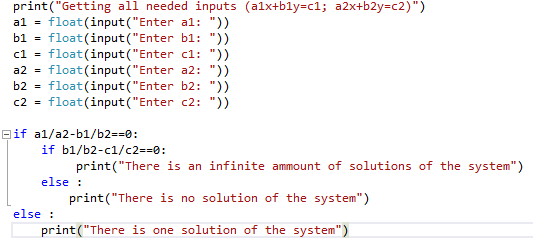 print("Getting all needed inputs (a1x+b1y=c1; a2x+b2y=c2)")
a1 = float(input("Enter a1: "))
b1 = float(input("Enter b1: "))
c1 = float(input("Enter c1: "))
a2 = float(input("Enter a2: "))
b2 = float(input("Enter b2: "))
c2 = float(input("Enter c2: "))
if a1/a2-b1/b2==0:
if b1/b2-c1/c2==0:
print("There is an infinite ammount of solutions of the system")
else :
print("There is no solution of the system")
else :
print("There is one solution of the system")